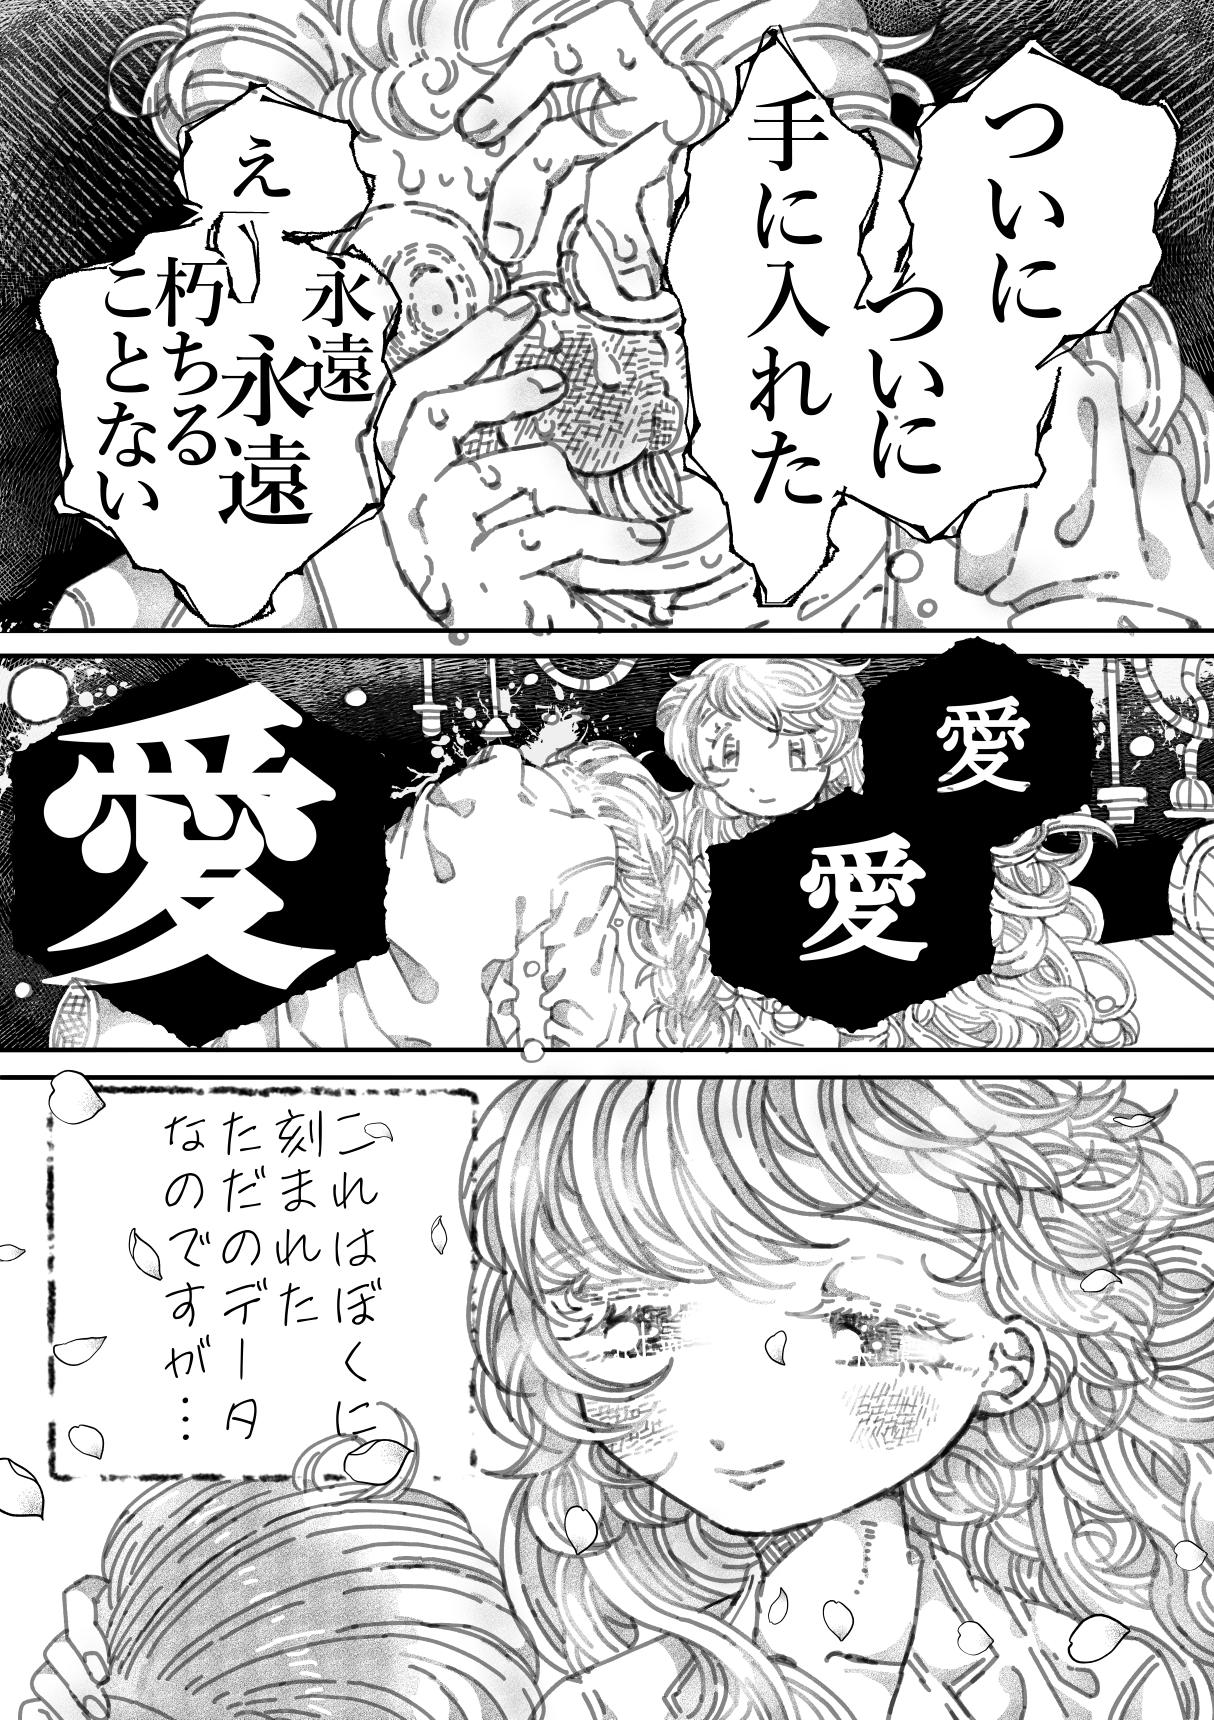 ついに
ついに
手に入れた
え
永遠
永遠
朽ちる
ことない
愛
愛
愛
これはぼくに
刻まれた
ただのデータ
なのですが…